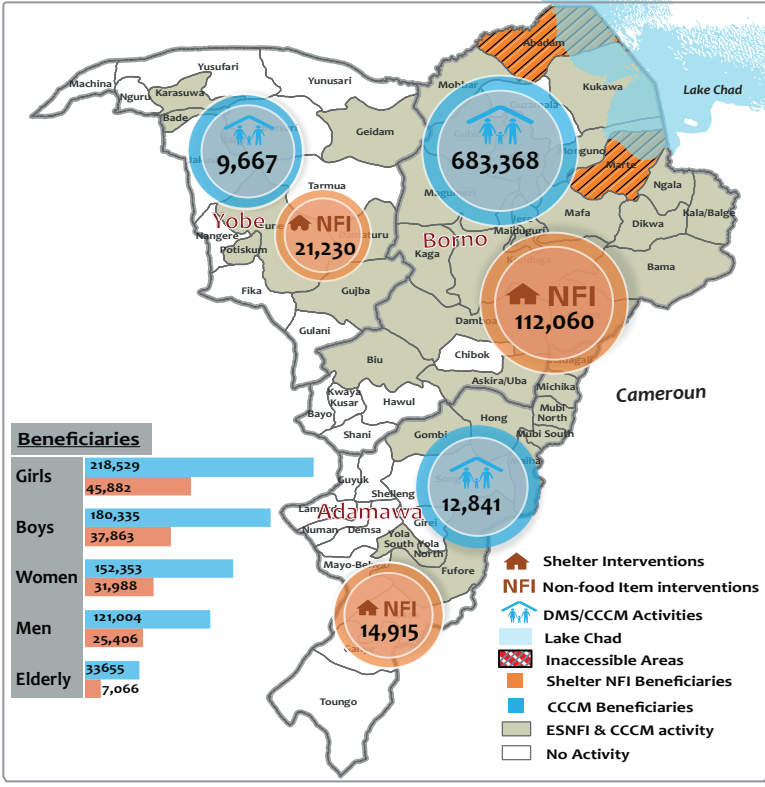 Abadam
Yusufari
Machina
Yunusari
Nguru
Karasuwa
Mohbar
Kukawa
Lake Chad
Bade
Guzamala
Geidam
9,667
683,368
Monguno
Marte
Tarmua
Magumeri
Ngala
Yobe
NFI
21,230
Nangere
Potiskum
Jere
Maiduguri
Mafa
Dikwa
Kala/Balge
Borno
Kaga
Bama
Fika
Gujba
NFI
112,060
Damboa
Gulani
Chibok
Biu
Askira/Uba
Michika
Cameroun
Kwaya
Kusar
Hawul
Bayo
Mubi
North
Hong
Shani
Gombi
Mubi South
Beneficiaries
Girls
218,529
45,882
Boys
180,335
37,863
Women
152,353
31,988
Men
121,004
25,406
Elderly
33655
7,066
Guyuk
Shelleng
12,841
Adamawa
Girei
Numan
Demsa
Yola
South
Yola
North
Fufore
NFI
14,915
Toungo
Shelter Interventions
NFI Non-food Item interventions
DMS/CCCM Activities
Lake Chad
Inaccessible Areas
Shelter NFI Beneficiaries
CCCM Beneficiaries
ESNFI & CCCM activity
No Activity